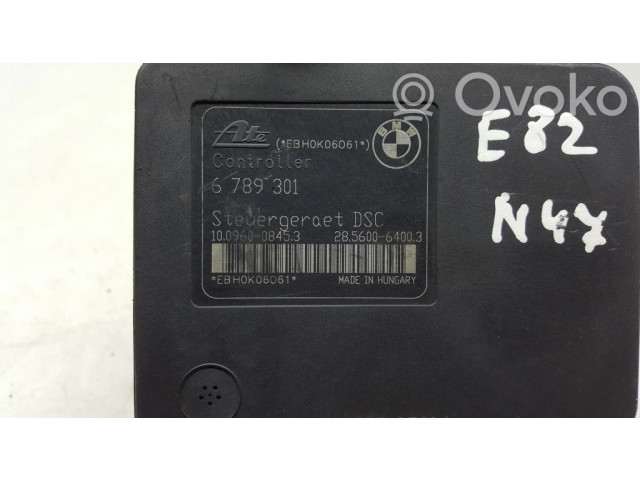 Ovoko
Ate (*EBH0K06061*) BMW
Controller
6 789 301
Steuergeraet DSC
10.0960-0845.3 28.5600-6400.3
*EBH0K06061* MADE IN HUNGARY
E82
N47